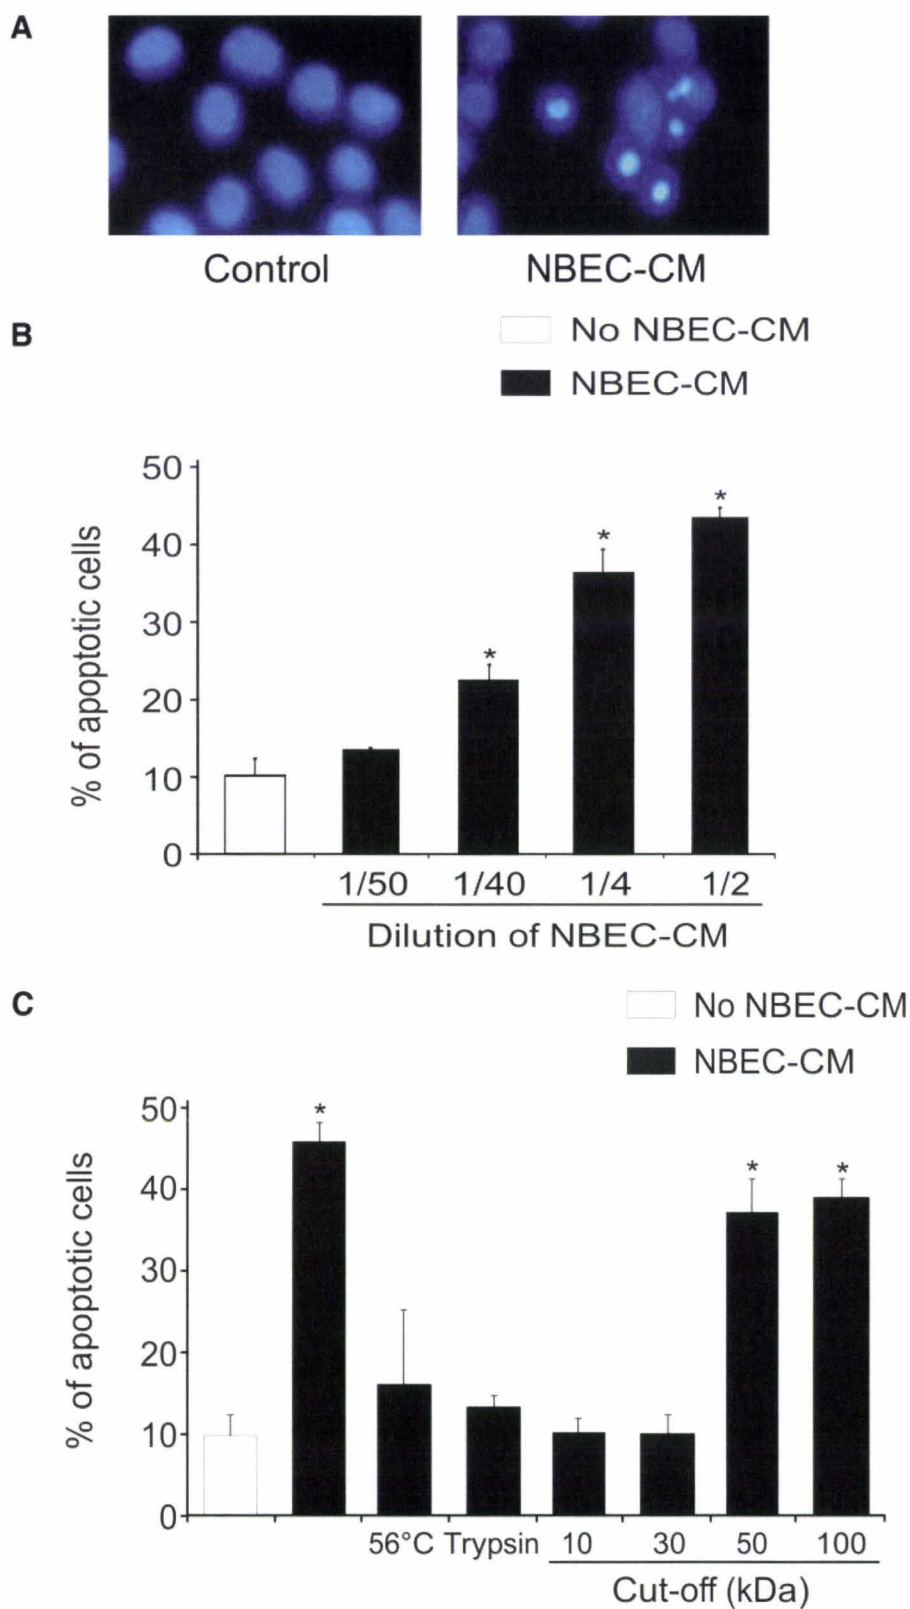 A
Control NBEC-CM
B
No NBEC-CM
NBEC-CM
% of apoptotic cells
50
40
30
20
10
0
* * *
1/50 1/40 1/4 1/2
Dilution of NBEC-CM
C
No NBEC-CM
NBEC-CM
% of apoptotic cells
50
40
30
20
10
0
* * *
56°C Trypsin 10 30 50 100
Cut-off (kDa)